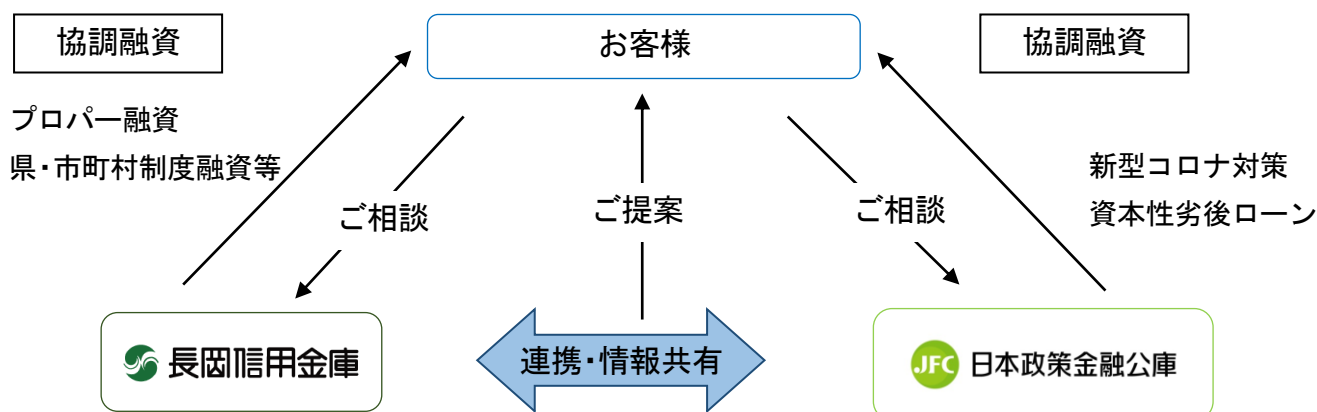 協調融資
お客様
協調融資
プロパー融資
県・市町村制度融資等
新型コロナ対策
資本性劣後ローン
ご相談
ご提案
ご相談
長岡信用金庫
連携・情報共有
JFC 日本政策金融公庫